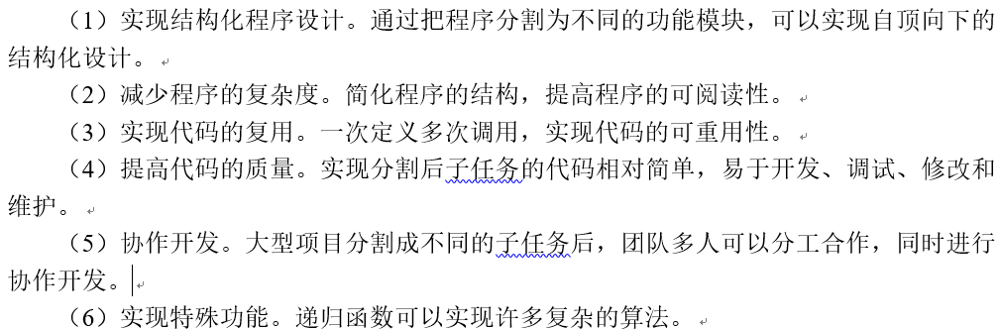 （1）实现结构化程序设计。通过把程序分割为不同的功能模块，可以实现自顶向下的
结构化设计。
（2）减少程序的复杂度。简化程序的结构，提高程序的可阅读性。
（3）实现代码的复用。一次定义多次调用，实现代码的可重用性。
（4）提高代码的质量。实现分割后子任务的代码相对简单，易于开发、调试、修改和
维护。
（5）协作开发。大型项目分割成不同的子任务后，团队多人可以分工合作，同时进行
协作开发。
（6）实现特殊功能。递归函数可以实现许多复杂的算法。